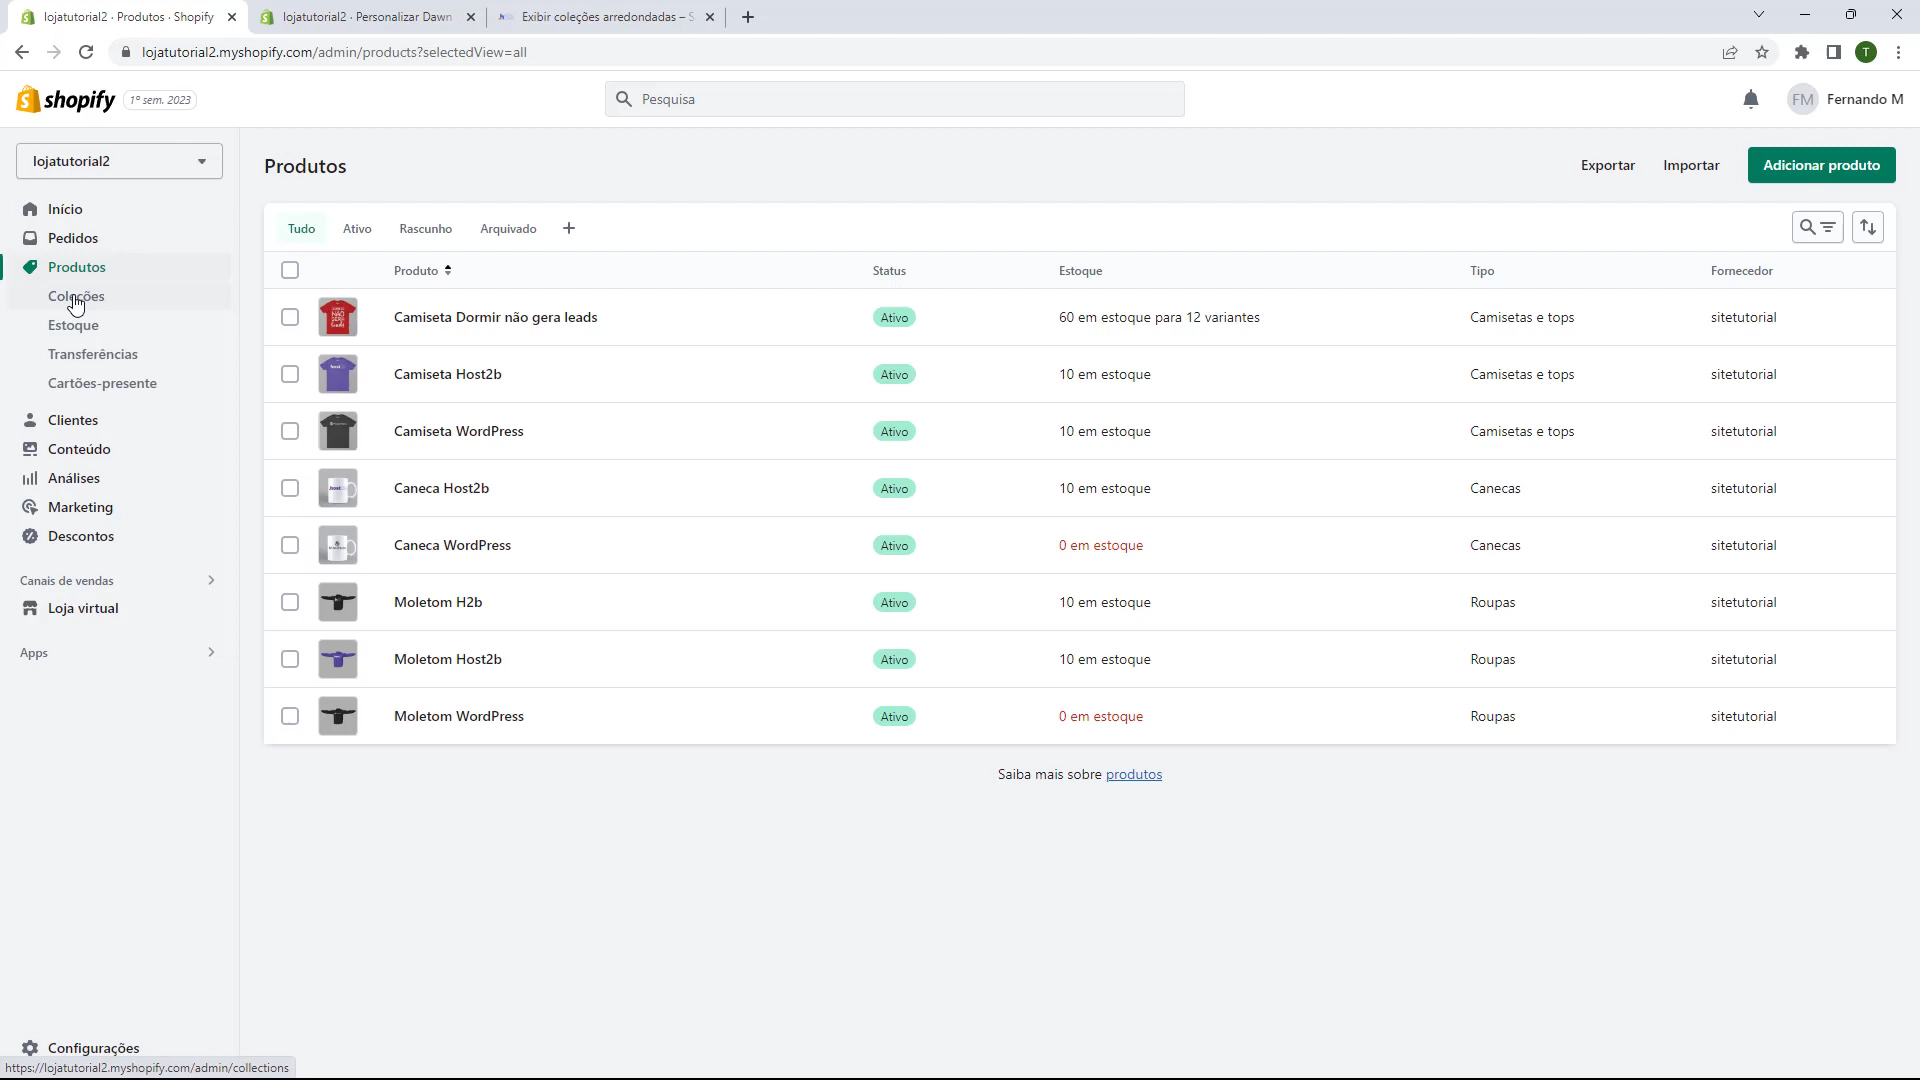 lojatutorial2 · Produtos · Shopify
lojatutorial2 · Personalizar Dawn
Exibir coleções arredondadas – S
lojatutorial2.myshopify.com/admin/products?selectedView=all
T
shopify
1º sem. 2023
Pesquisa
FM
Fernando M
lojatutorial2
Início
Pedidos
Produtos
Coleções
Estoque
Transferências
Cartões-presente
Clientes
Conteúdo
Análises
Marketing
Descontos
Canais de vendas
Loja virtual
Apps
Configurações
https://lojatutorial2.myshopify.com/admin/collections
Produtos
Exportar
Importar
Adicionar produto
Tudo
Ativo
Rascunho
Arquivado
Produto Status Estoque Tipo Fornecedor
Camiseta Dormir não gera leads Ativo 60 em estoque para 12 variantes Camisetas e tops sitetutorial
Camiseta Host2b Ativo 10 em estoque Camisetas e tops sitetutorial
Camiseta WordPress Ativo 10 em estoque Camisetas e tops sitetutorial
Caneca Host2b Ativo 10 em estoque Canecas sitetutorial
Caneca WordPress Ativo 0 em estoque Canecas sitetutorial
Moletom H2b Ativo 10 em estoque Roupas sitetutorial
Moletom Host2b Ativo 10 em estoque Roupas sitetutorial
Moletom WordPress Ativo 0 em estoque Roupas sitetutorial
Saiba mais sobre produtos